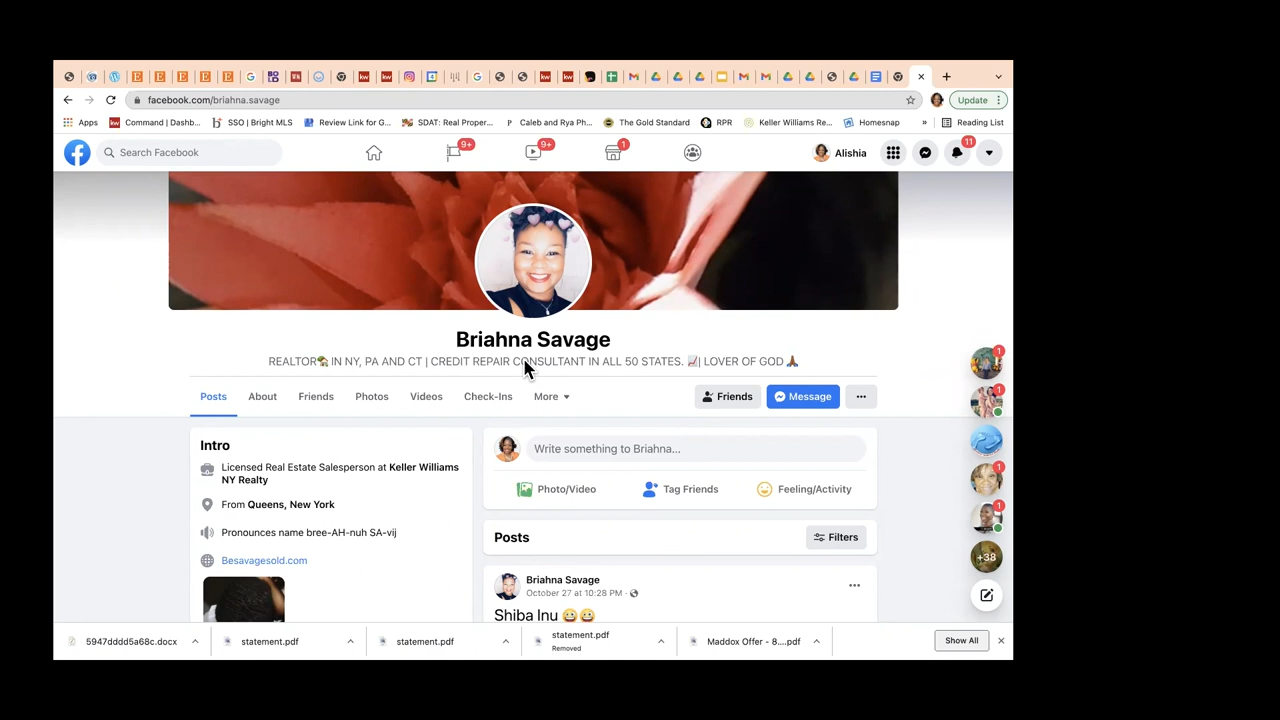 facebook.com/briahna.savage
Update
Apps
Command | Dashb...
SSO | Bright MLS
Review Link for G...
SDAT: Real Proper...
Caleb and Rya Ph...
The Gold Standard
RPR
Keller Williams Re...
Homesnap
»
Reading List
Search Facebook
9+
9+
1
Alishia
11
Briahna Savage
REALTOR🏡 IN NY, PA AND CT | CREDIT REPAIR CONSULTANT IN ALL 50 STATES. 📈| LOVER OF GOD 🙏🏾
Posts
About
Friends
Photos
Videos
Check-Ins
More
Friends
Message
Intro
Licensed Real Estate Salesperson at Keller Williams
NY Realty
From Queens, New York
Pronounces name bree-AH-nuh SA-vij
Besavagesold.com
Write something to Briahna...
Photo/Video
Tag Friends
Feeling/Activity
Posts
Filters
Briahna Savage
October 27 at 10:28 PM ·
Shiba Inu 😀😀
1
1
1
1
+38
5947dddd5a68c.docx
statement.pdf
statement.pdf
statement.pdf
Removed
Maddox Offer - 8....pdf
Show All